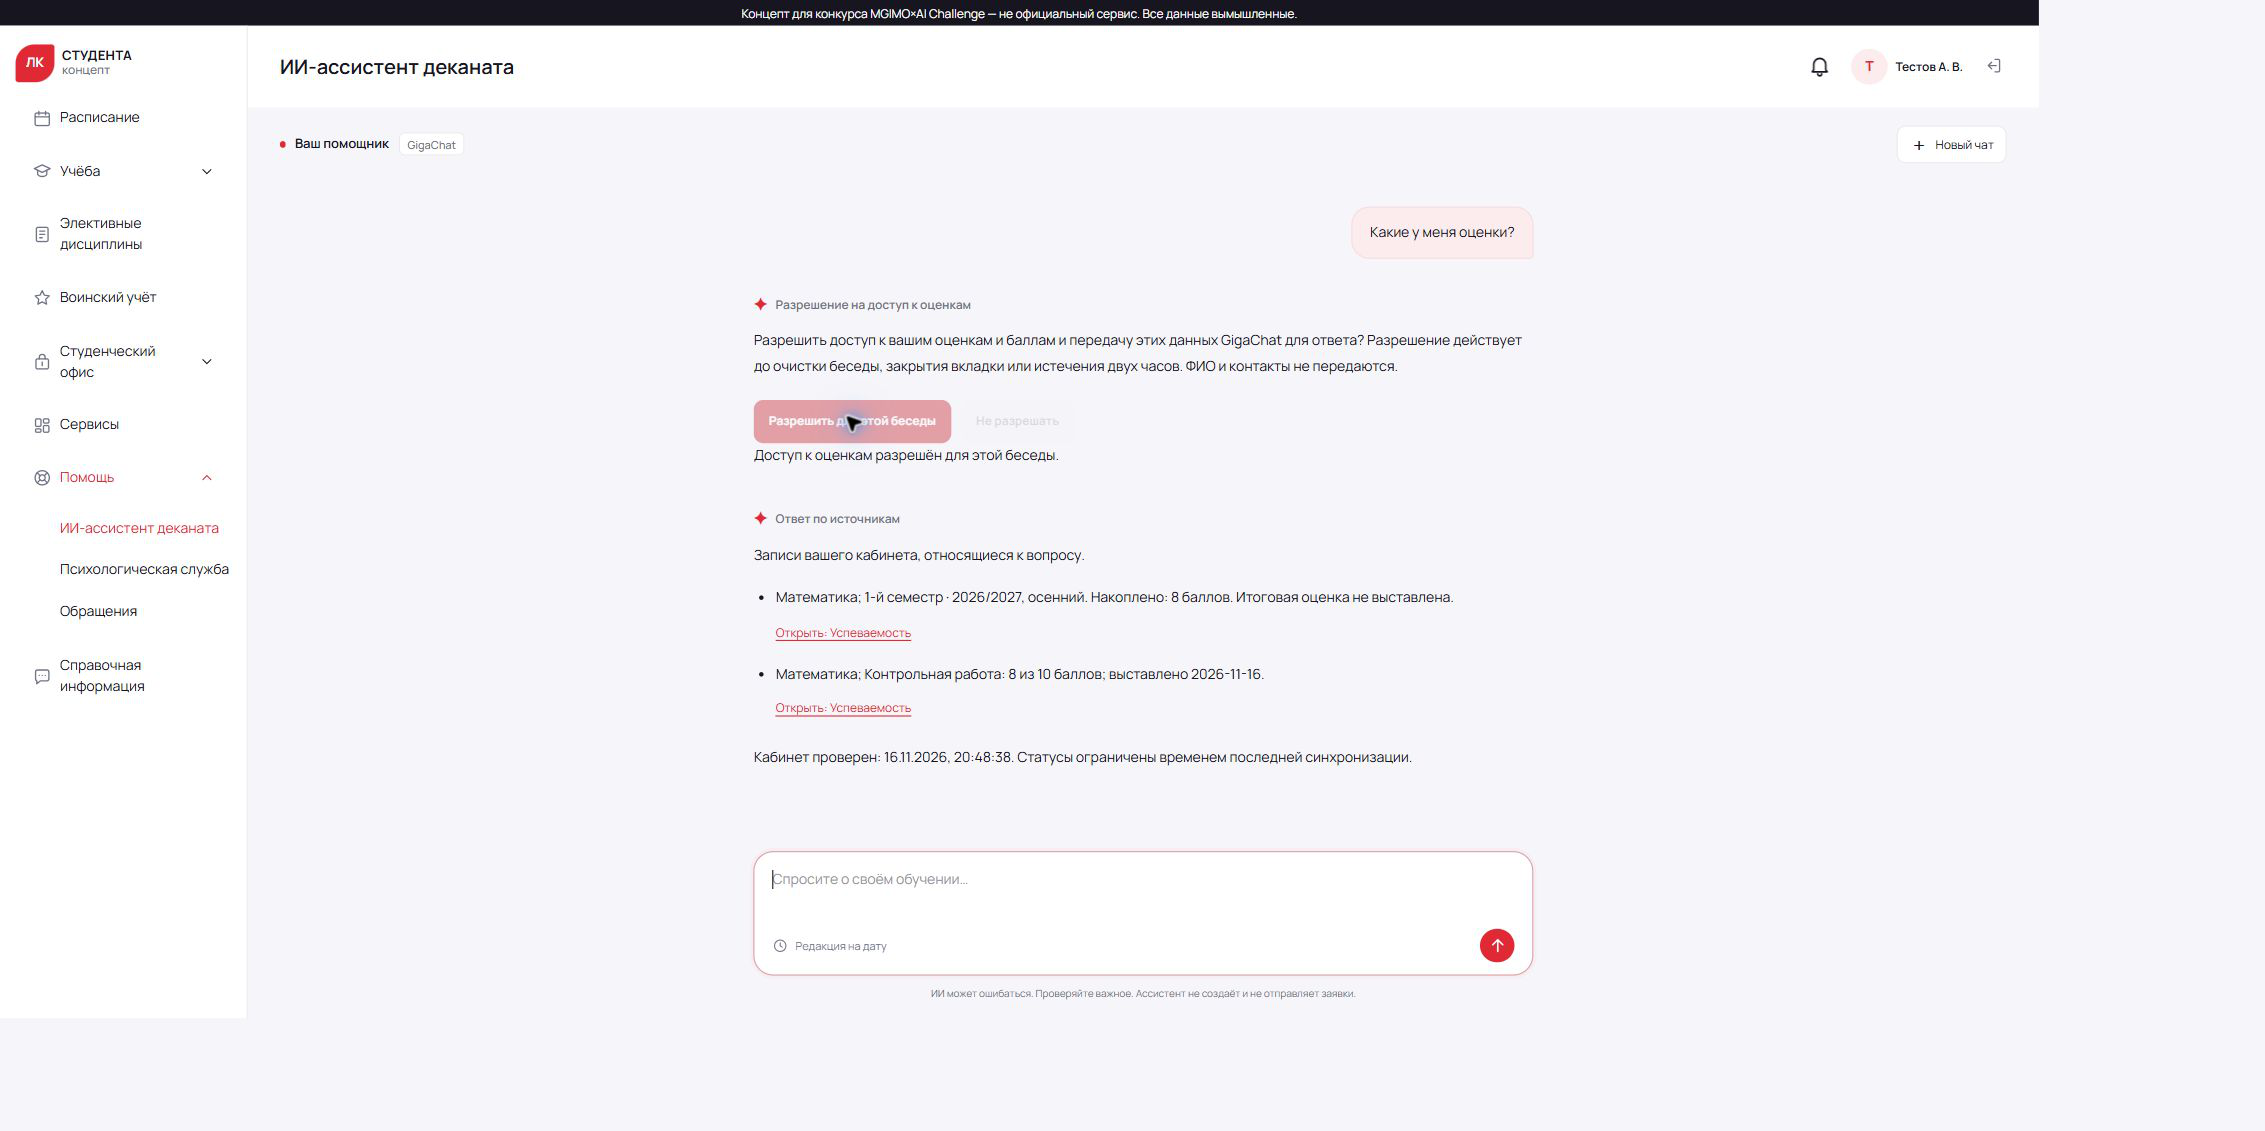 Концепт для конкурса MGIMO×AI Challenge — не официальный сервис. Все данные вымышленные.
ЛК
СТУДЕНТА
концепт
ИИ-ассистент деканата
Т
Тестов А. В.
Расписание
Учёба
Элективные
дисциплины
Воинский учёт
Студенческий
офис
Сервисы
Помощь
ИИ-ассистент деканата
Психологическая служба
Обращения
Справочная
информация
Ваш помощник
GigaChat
Новый чат
Какие у меня оценки?
Разрешение на доступ к оценкам
Разрешить доступ к вашим оценкам и баллам и передачу этих данных GigaChat для ответа? Разрешение действует
до очистки беседы, закрытия вкладки или истечения двух часов. ФИО и контакты не передаются.
Разрешить для этой беседы
Не разрешать
Доступ к оценкам разрешён для этой беседы.
Ответ по источникам
Записи вашего кабинета, относящиеся к вопросу.
Математика; 1-й семестр · 2026/2027, осенний. Накоплено: 8 баллов. Итоговая оценка не выставлена.
Открыть: Успеваемость
Математика; Контрольная работа: 8 из 10 баллов; выставлено 2026-11-16.
Открыть: Успеваемость
Кабинет проверен: 16.11.2026, 20:48:38. Статусы ограничены временем последней синхронизации.
Спросите о своём обучении...
Редакция на дату
ИИ может ошибаться. Проверяйте важное. Ассистент не создаёт и не отправляет заявки.